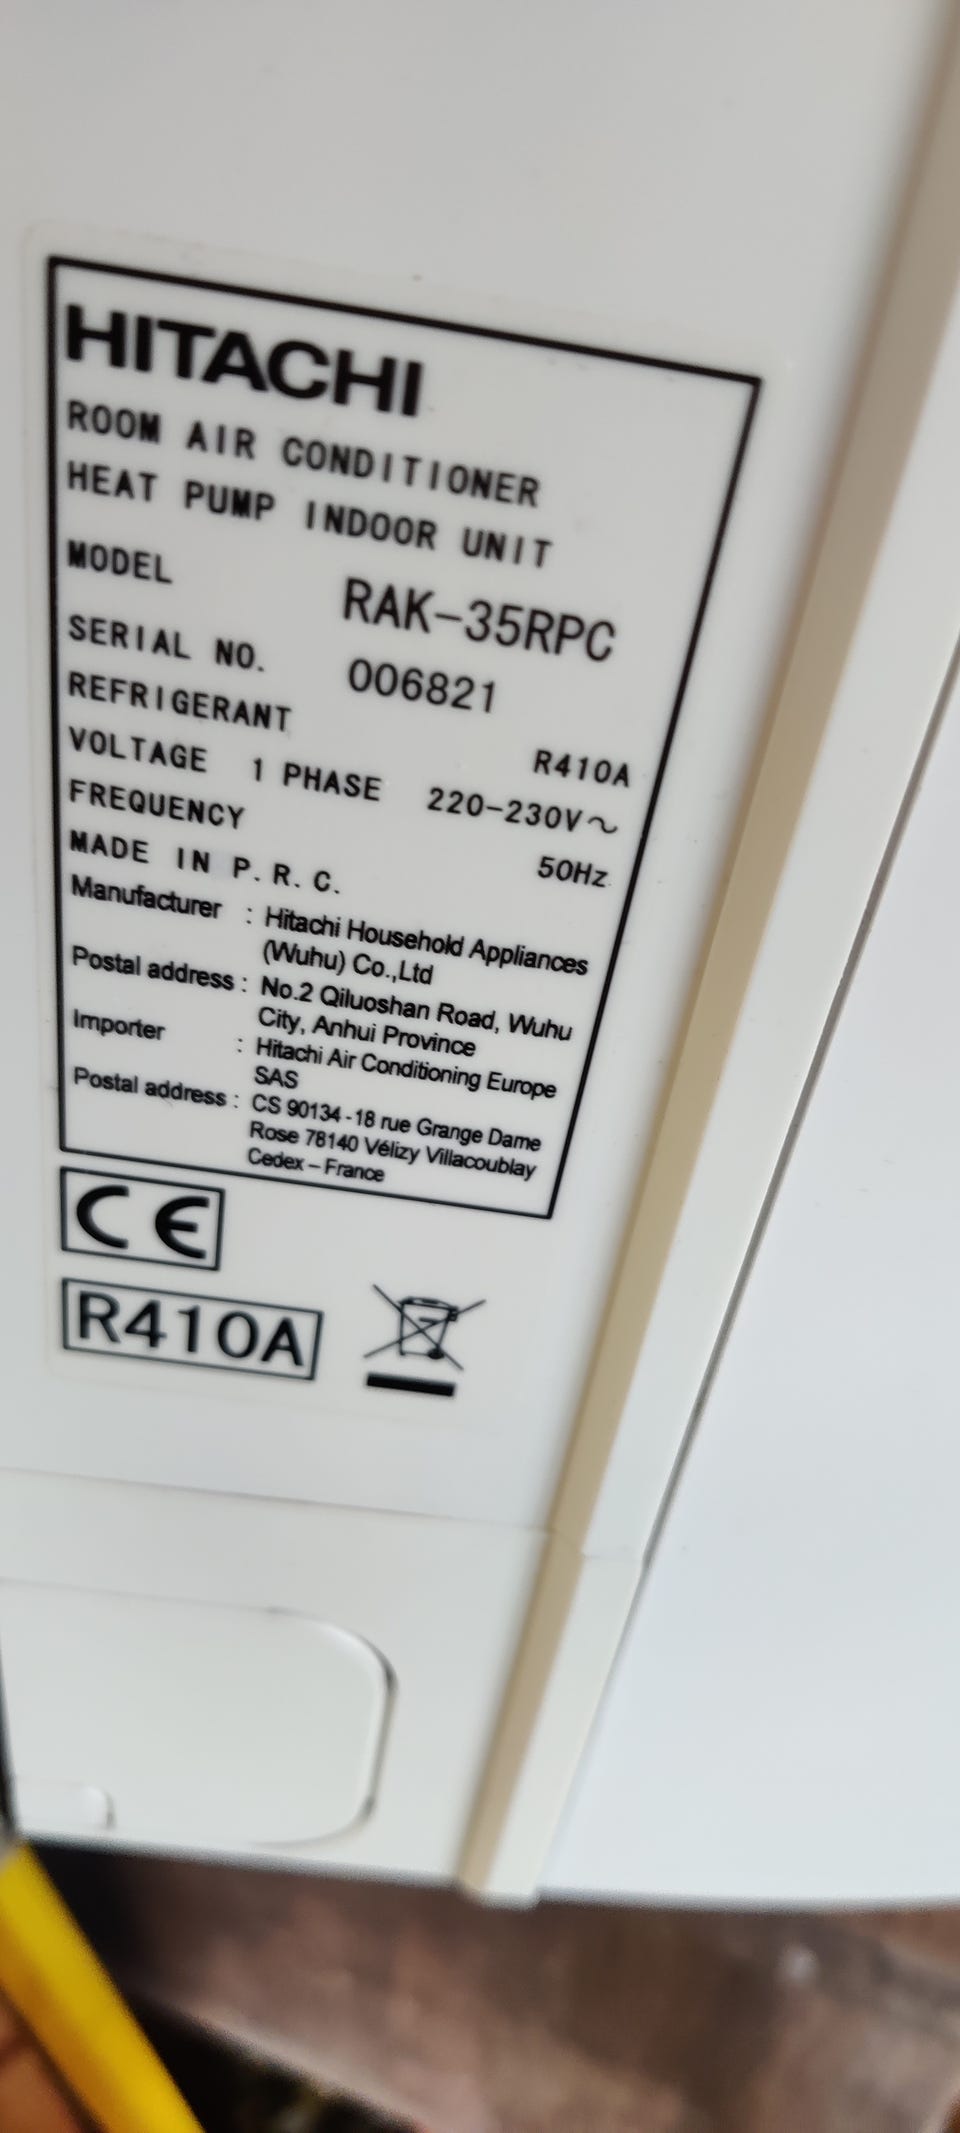 HITACHI
ROOM AIR CONDITIONER
HEAT PUMP INDOOR UNIT
MODEL RAK-35RPC
SERIAL NO. 006821
REFRIGERANT R410A
VOLTAGE 1 PHASE 220-230V~
FREQUENCY 50Hz
MADE IN P.R.C.
Manufacturer : Hitachi Household Appliances
(Wuhu) Co.,Ltd
Postal address : No.2 Qiluoshan Road, Wuhu
City, Anhui Province
Importer : Hitachi Air Conditioning Europe
SAS
Postal address : CS 90134 - 18 rue Grange Dame
Rose 78140 Vélizy Villacoublay
Cedex – France
CE
R410A